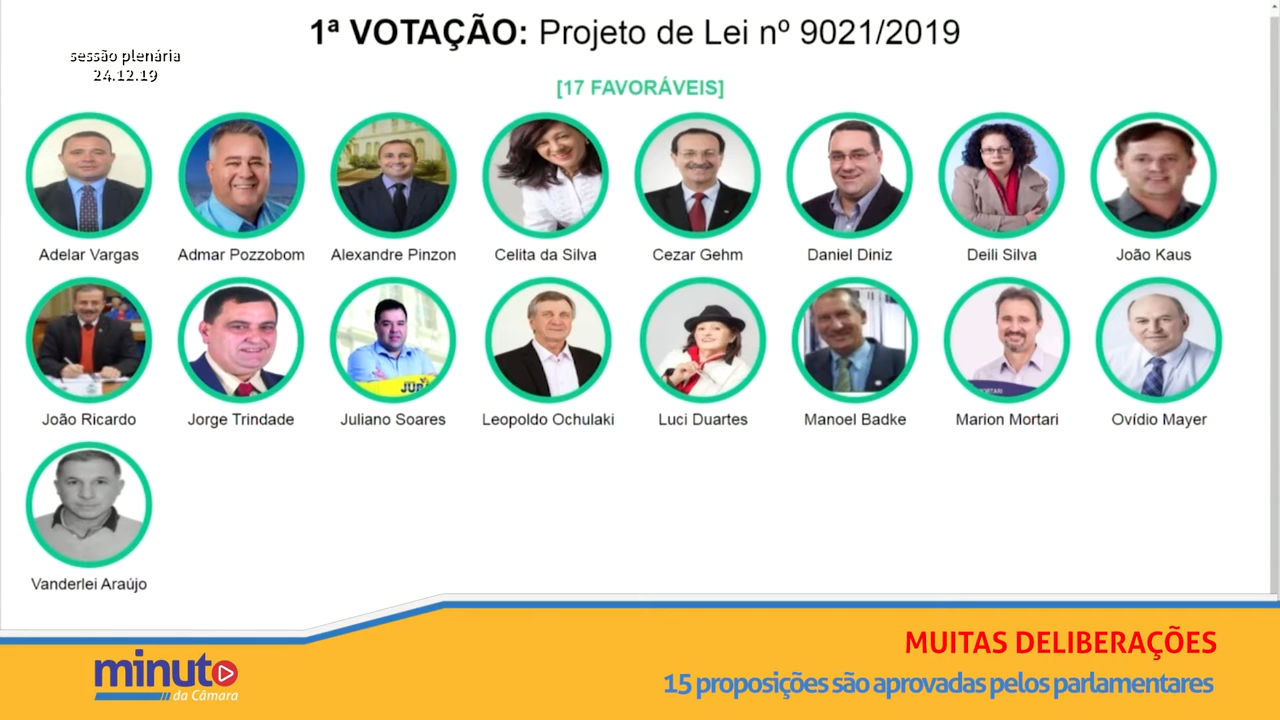 1ª VOTAÇÃO: Projeto de Lei nº 9021/2019
sessão plenária
24.12.19
[17 FAVORÁVEIS]
Adelar Vargas
Admar Pozzobom
Alexandre Pinzon
Celita da Silva
Cezar Gehm
Daniel Diniz
Deili Silva
João Kaus
JUB
MORTARI
João Ricardo
Jorge Trindade
Juliano Soares
Leopoldo Ochulaki
Luci Duartes
Manoel Badke
Marion Mortari
Ovídio Mayer
Vanderlei Araújo
MUITAS DELIBERAÇÕES
15 proposições são aprovadas pelos parlamentares
minuto
da Câmara